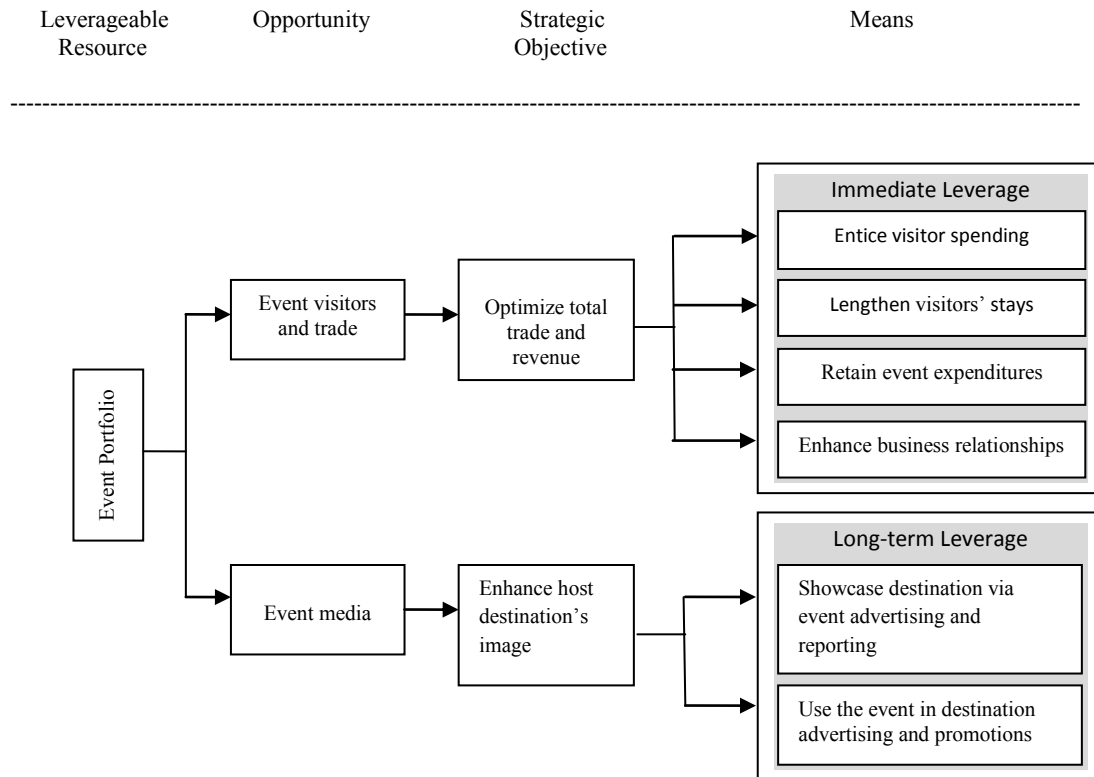 Leverageable
Resource
Opportunity
Strategic
Objective
Means
Event Portfolio
Event visitors
and trade
Optimize total
trade and
revenue
Immediate Leverage
Entice visitor spending
Lengthen visitors’ stays
Retain event expenditures
Enhance business relationships
Event media
Enhance host
destination’s
image
Long-term Leverage
Showcase destination via
event advertising and
reporting
Use the event in destination
advertising and promotions